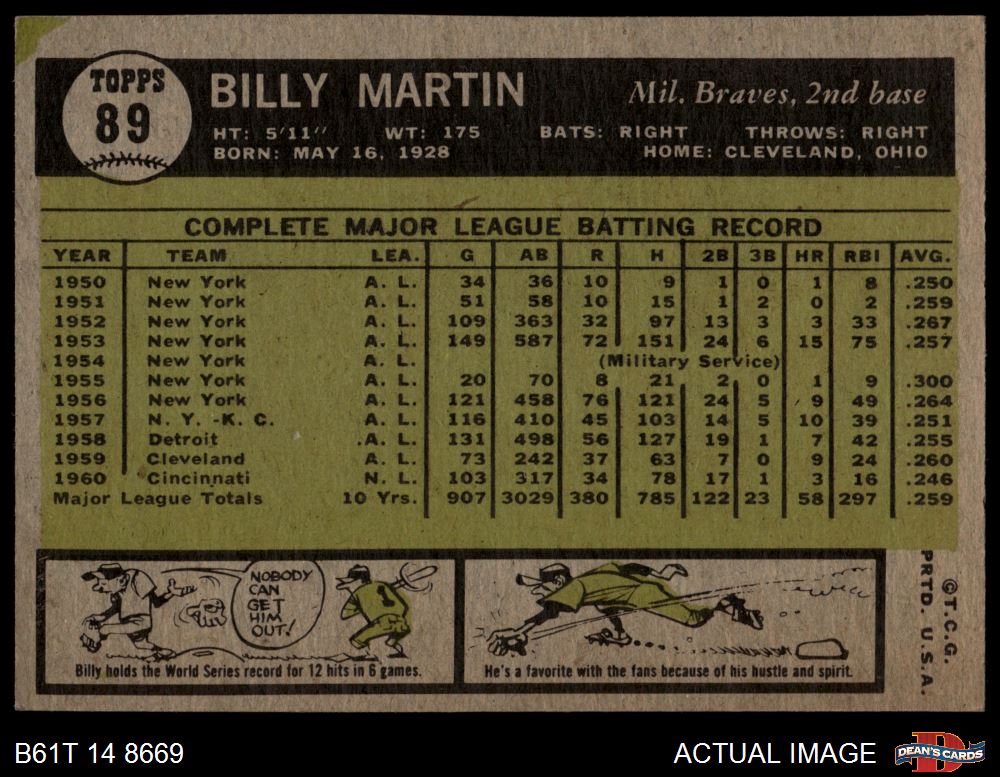 TOPPS
89
BILLY MARTIN
Mil. Braves, 2nd base
HT: 5'11" WT: 175 BATS: RIGHT THROWS: RIGHT
BORN: MAY 16, 1928 HOME: CLEVELAND, OHIO
COMPLETE MAJOR LEAGUE BATTING RECORD
YEAR TEAM LEA. G AB R H 2B 3B HR RBI AVG.
1950 New York A. L. 34 36 10 9 1 0 1 8 .250
1951 New York A. L. 51 58 10 15 1 2 0 2 .259
1952 New York A. L. 109 363 32 97 13 3 3 33 .267
1953 New York A. L. 149 587 72 151 24 6 15 75 .257
1954 New York A. L. (Military Service)
1955 New York A. L. 20 70 8 21 2 0 1 9 .300
1956 New York A. L. 121 458 76 121 24 5 9 49 .264
1957 N. Y. -K. C. A. L. 116 410 45 103 14 5 10 39 .251
1958 Detroit A. L. 131 498 56 127 19 1 7 42 .255
1959 Cleveland A. L. 73 242 37 63 7 0 9 24 .260
1960 Cincinnati N. L. 103 317 34 78 17 1 3 16 .246
Major League Totals 10 Yrs. 907 3029 380 785 122 23 58 297 .259
NOBODY
CAN
GET
HIM
OUT!
1
Billy holds the World Series record for 12 hits in 6 games.
He's a favorite with the fans because of his hustle and spirit.
©T.C.G.
PRTD. U.S.A.
B61T 14 8669
ACTUAL IMAGE
D
DEAN'S CARDS